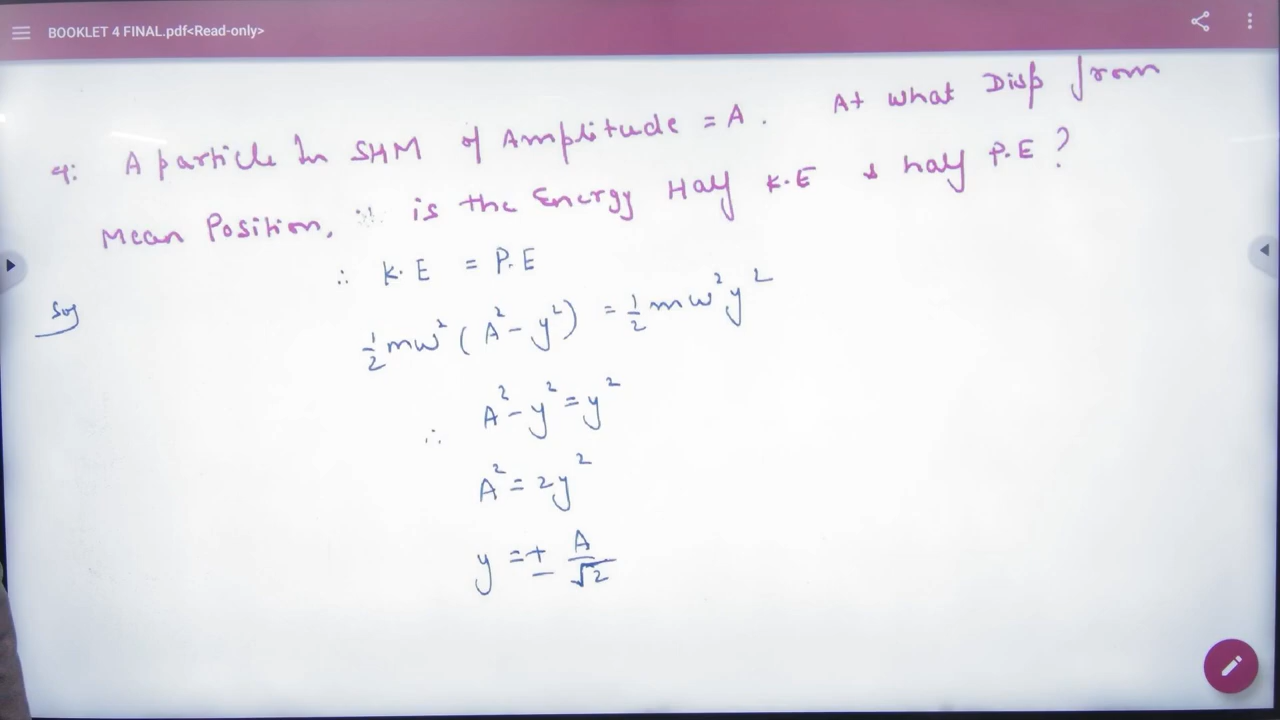 BOOKLET 4 FINAL.pdf<Read-only>
q: A particle In SHM of Amplitude = A. At what Disp from
Mean Position, is the Energy Half K.E & half P.E ?
Sol
∴ K.E = P.E
½mω²(A² - y²) = ½mω²y²
∴ A² - y² = y²
A² = 2y²
y = ± A/√2